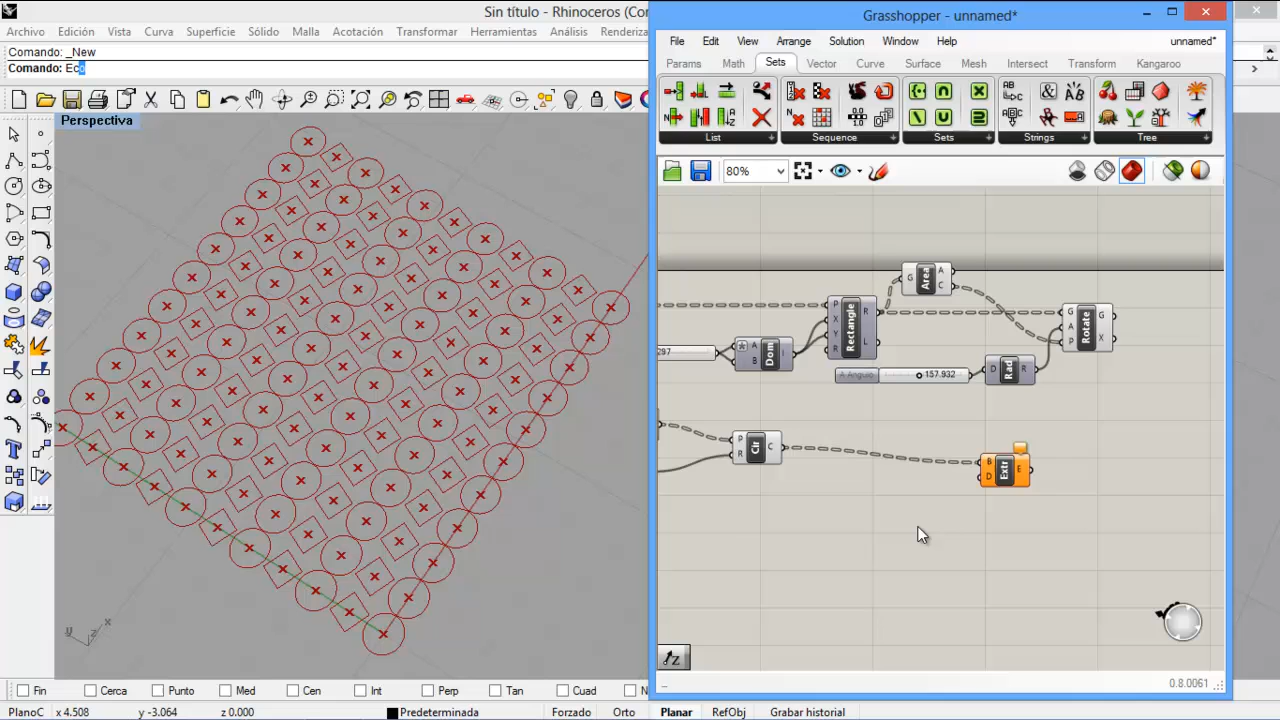 Sin título - Rhinoceros (Co
Archivo Edición Vista Curva Superficie Sólido Malla Acotación Transformar Herramientas Análisis Renderiza
Comando: _New
Comando: Eco
Perspectiva
y z x
Grasshopper - unnamed*
File Edit View Arrange Solution Window Help unnamed*
Params Math Sets Vector Curve Surface Mesh Intersect Transform Kangaroo
List Sequence Sets Strings Tree
80%
G Area A C
P X Y R Rectangle R L
G A P Rotate G X
297
A B Dom I
A Angulo 157.932
D Rad R
P R Cir C
B D Extr E
0.8.0061
Fin Cerca Punto Med Cen Int Perp Tan Cuad N
PlanoC x 4.508 y -3.064 z 0.000 Predeterminada Forzado Orto Planar RefObj Grabar historial